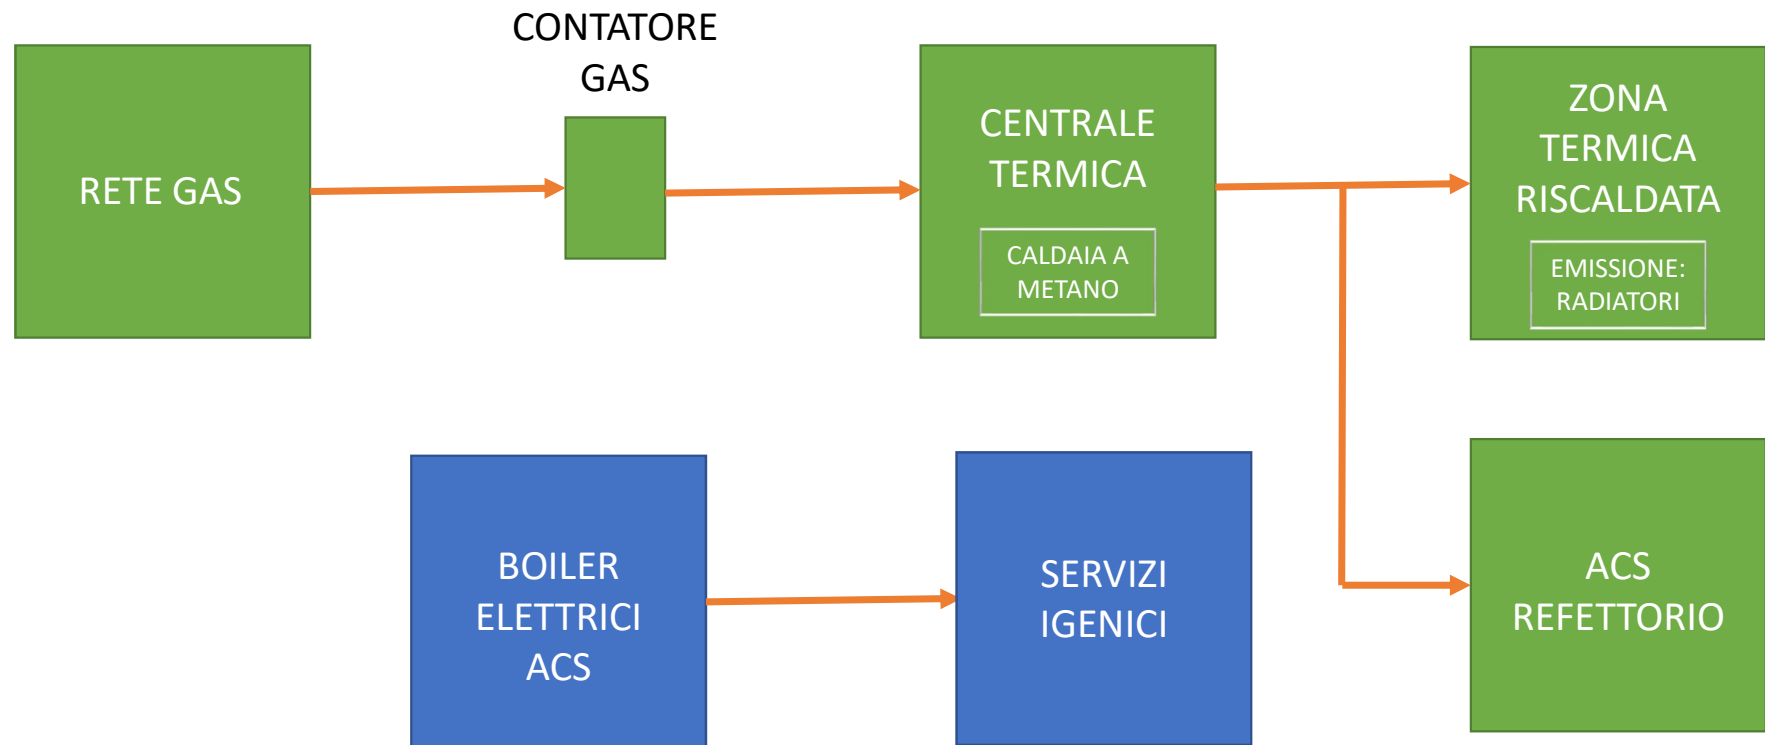 CONTATORE
GAS
RETE GAS
CENTRALE
TERMICA
CALDAIA A
METANO
ZONA
TERMICA
RISCALDATA
EMISSIONE:
RADIATORI
BOILER
ELETTRICI
ACS
SERVIZI
IGENICI
ACS
REFETTORIO